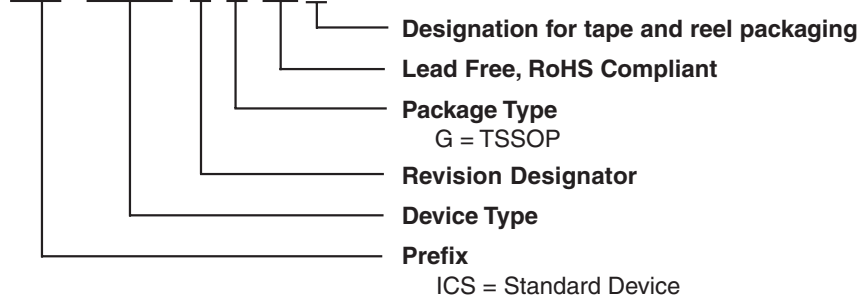 Designation for tape and reel packaging
Lead Free, RoHS Compliant
Package Type
G = TSSOP
Revision Designator
Device Type
Prefix
ICS = Standard Device